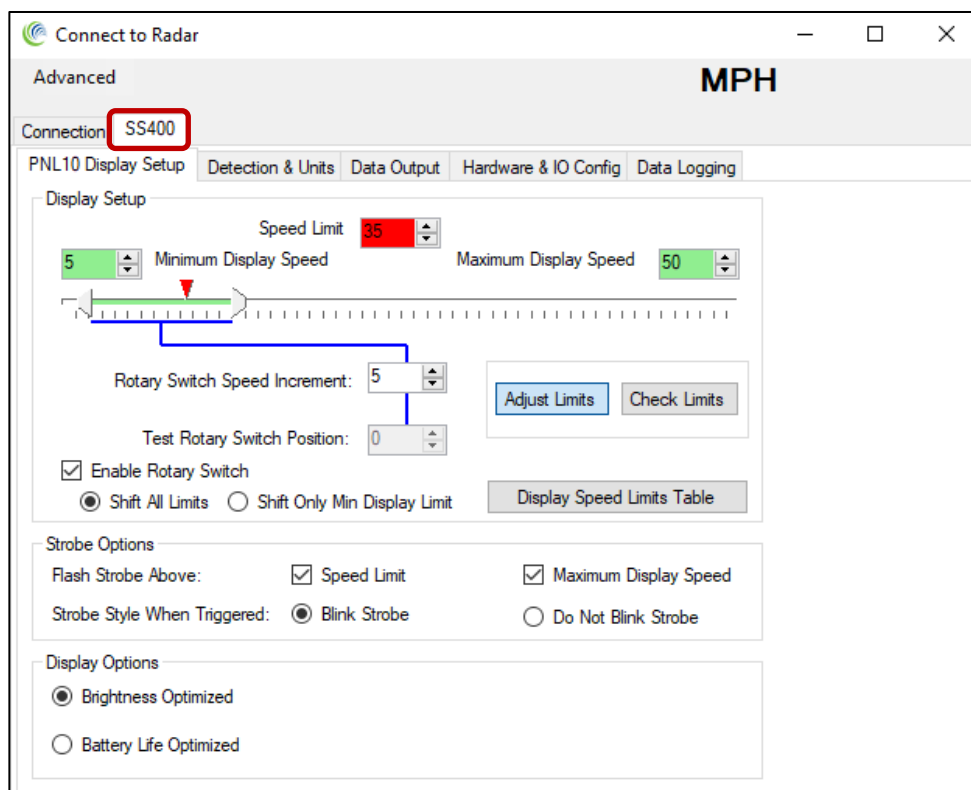 Connect to Radar
Advanced
MPH
Connection SS400
PNL10 Display Setup Detection & Units Data Output Hardware & IO Config Data Logging
Display Setup
Speed Limit 35
5 Minimum Display Speed Maximum Display Speed 50
Rotary Switch Speed Increment: 5
Adjust Limits Check Limits
Test Rotary Switch Position: 0
Enable Rotary Switch
Shift All Limits Shift Only Min Display Limit
Display Speed Limits Table
Strobe Options
Flash Strobe Above: Speed Limit Maximum Display Speed
Strobe Style When Triggered: Blink Strobe Do Not Blink Strobe
Display Options
Brightness Optimized
Battery Life Optimized